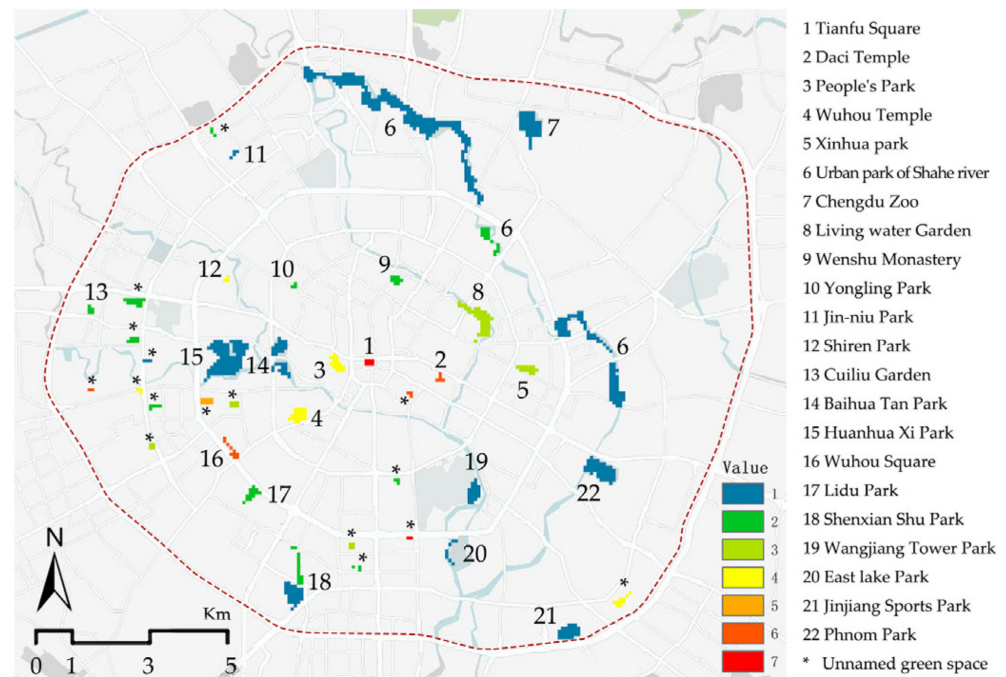 1 Tianfu Square
2 Daci Temple
3 People's Park
4 Wuhou Temple
5 Xinhua park
6 Urban park of Shahe river
7 Chengdu Zoo
8 Living water Garden
9 Wenshu Monastery
10 Yongling Park
11 Jin-niu Park
12 Shiren Park
13 Cuiliu Garden
14 Baihua Tan Park
15 Huanhua Xi Park
16 Wuhou Square
17 Lidu Park
18 Shenxian Shu Park
19 Wangjiang Tower Park
20 East lake Park
21 Jinjiang Sports Park
22 Phnom Park
* Unnamed green space
6
7
*
11
6
12
10
9
8
13
*
*
*
15
14
3
1
2
6
5
*
*
*
*
*
*
4
*
16
17
*
19
22
*
*
*
20
18
*
21
Value
1
2
3
4
5
6
7
N
Km
0 1 3 5